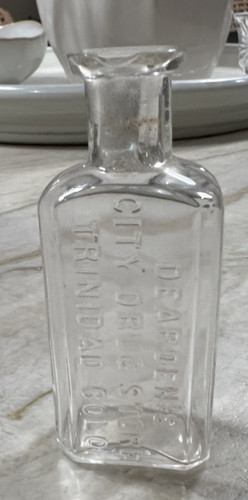 DEARDEN'S
CITY DRUG STORE
TRINIDAD COLO